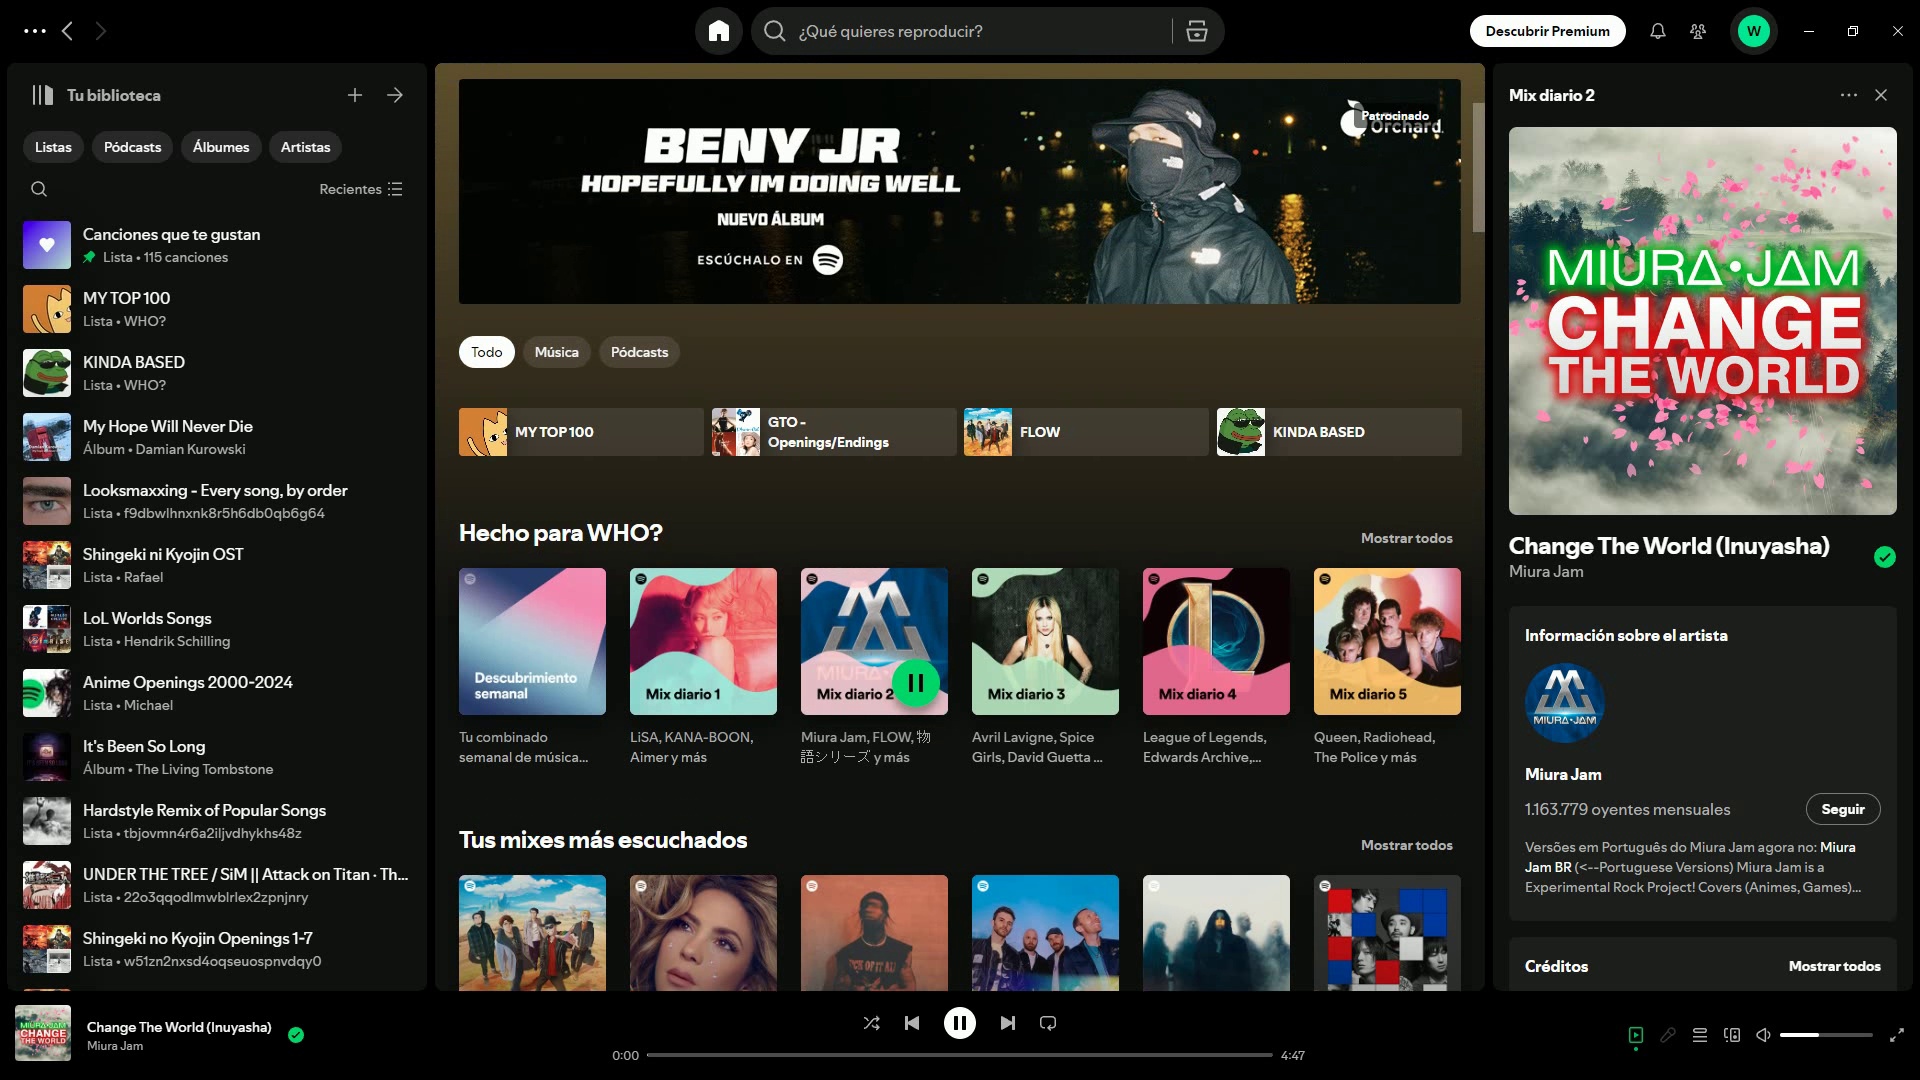 ¿Qué quieres reproducir?
Descubrir Premium
W
Tu biblioteca
Listas
Pódcasts
Álbumes
Artistas
Recientes
Canciones que te gustan
Lista • 115 canciones
MY TOP 100
Lista • WHO?
KINDA BASED
Lista • WHO?
My Hope Will Never Die
Álbum • Damian Kurowski
Looksmaxxing - Every song, by order
Lista • f9dbwlhnxnk8r5h6db0qb6g64
Shingeki ni Kyojin OST
Lista • Rafael
LoL Worlds Songs
Lista • Hendrik Schilling
Anime Openings 2000-2024
Lista • Michael
It's Been So Long
Álbum • The Living Tombstone
Hardstyle Remix of Popular Songs
Lista • tbjovmn4r6a2iljvdhykhs48z
UNDER THE TREE / SiM || Attack on Titan · Th...
Lista • 22o3qqodlmwblrlex2zpnjnry
Shingeki no Kyojin Openings 1-7
Lista • w51zn2nxsd4oqseuospnvdqy0
BENY JR
HOPEFULLY IM DOING WELL
NUEVO ÁLBUM
ESCÚCHALO EN
Patrocinado
Orchard.
Todo
Música
Pódcasts
MY TOP 100
GTO -
Openings/Endings
FLOW
KINDA BASED
Hecho para WHO?
Mostrar todos
Descubrimiento
semanal
Mix diario 1
MIURA
Mix diario 2
Mix diario 3
Mix diario 4
Mix diario 5
Tu combinado
semanal de música...
LiSA, KANA-BOON,
Aimer y más
Miura Jam, FLOW, 物
語シリーズ y más
Avril Lavigne, Spice
Girls, David Guetta ...
League of Legends,
Edwards Archive,...
Queen, Radiohead,
The Police y más
Tus mixes más escuchados
Mostrar todos
Mix diario 2
MIURA•JAM
CHANGE
THE WORLD
Change The World (Inuyasha)
Miura Jam
Información sobre el artista
MIURA•JAM
Miura Jam
1.163.779 oyentes mensuales
Seguir
Versões em Português do Miura Jam agora no: Miura
Jam BR (<--Portuguese Versions) Miura Jam is a
Experimental Rock Project! Covers (Animes, Games)...
Créditos
Mostrar todos
MIURA•JAM
CHANGE
THE WORLD
Change The World (Inuyasha)
Miura Jam
0:00
4:47